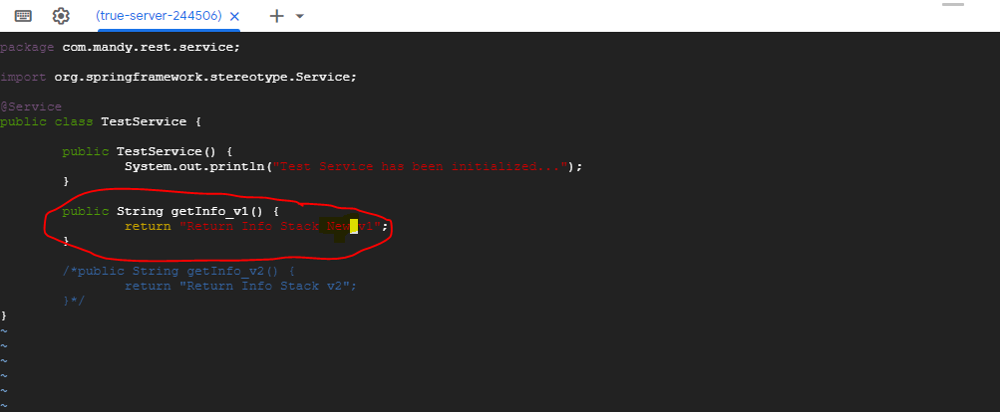 (true-server-244506)
package com.mandy.rest.service;
import org.springframework.stereotype.Service;
@Service
public class TestService {
public TestService() {
System.out.println("Test Service has been initialized...");
}
public String getInfo_v1() {
return "Return Info Stack New v1";
}
/*public String getInfo_v2() {
return "Return Info Stack v2";
}*/
}
~
~
~
~
~
~